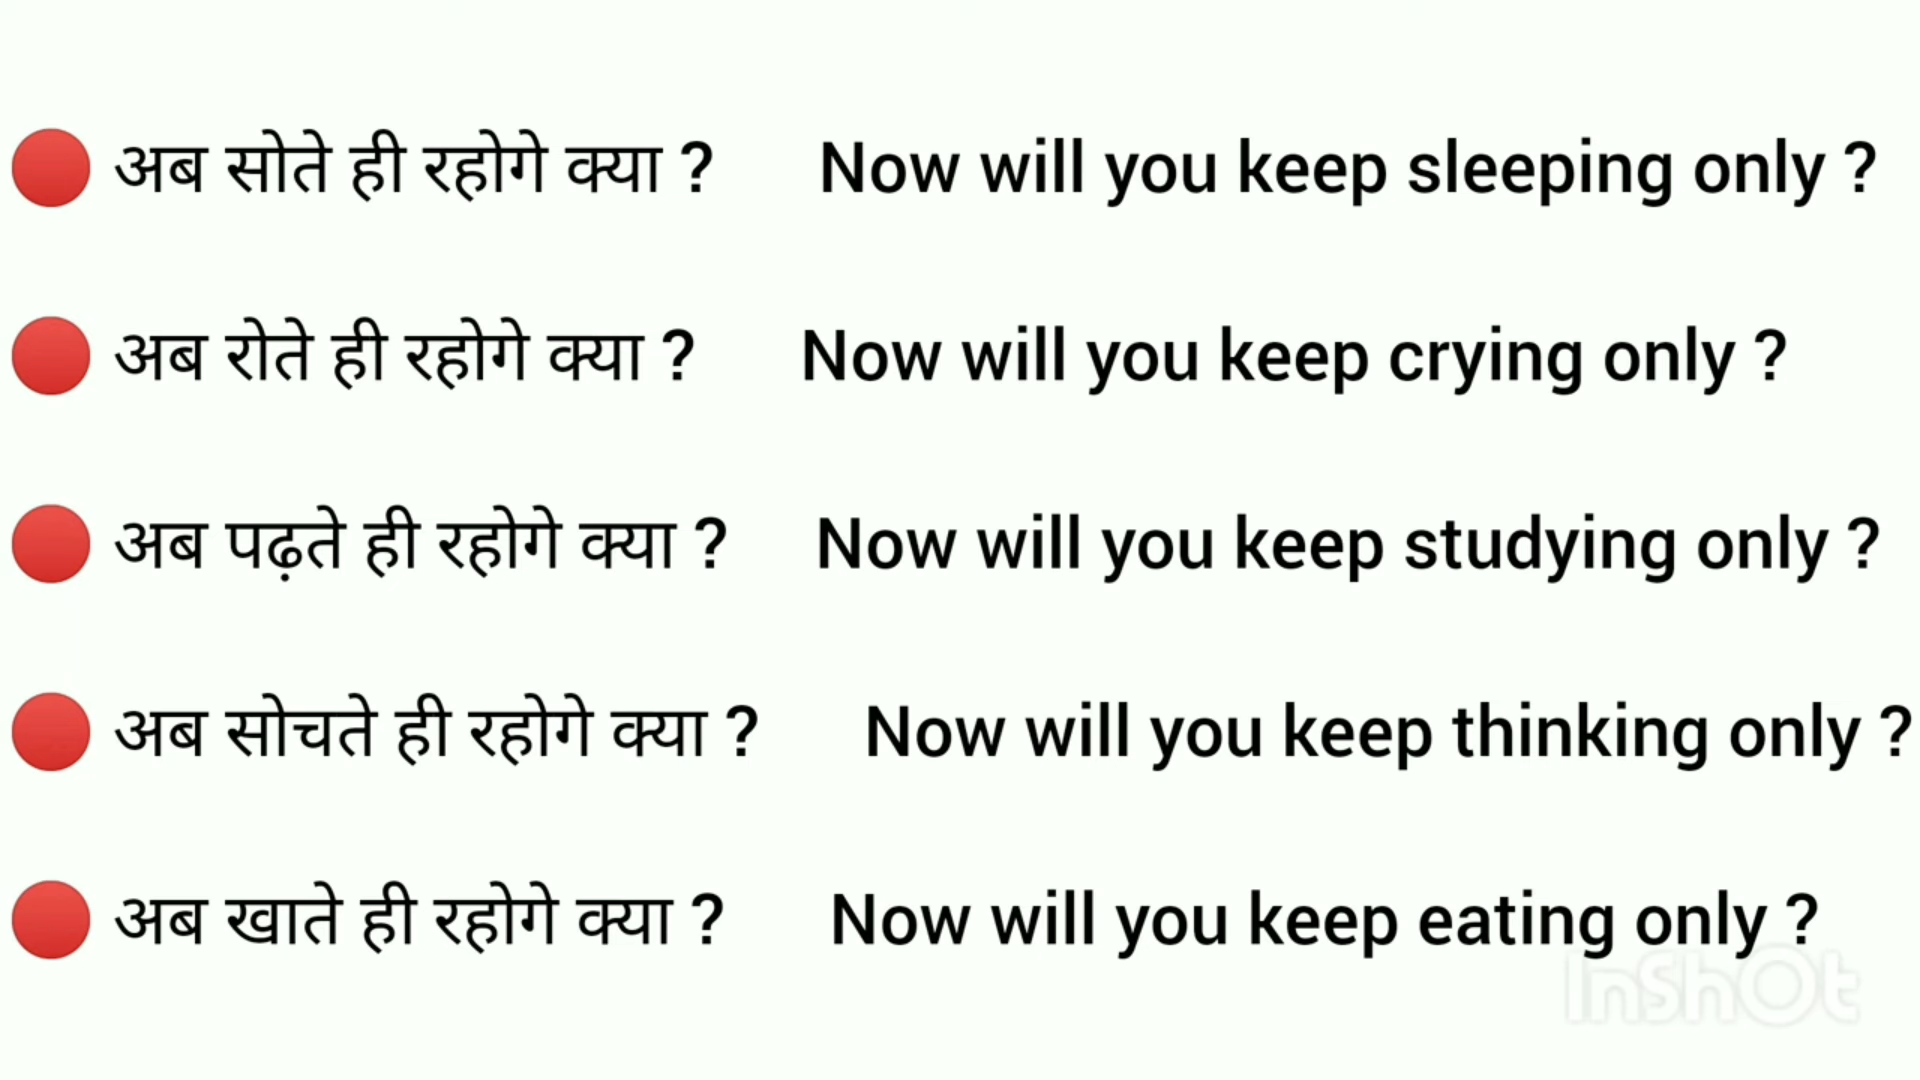 अब सोते ही रहोगे क्या ? Now will you keep sleeping only ?
अब रोते ही रहोगे क्या ? Now will you keep crying only ?
अब पढ़ते ही रहोगे क्या ? Now will you keep studying only ?
अब सोचते ही रहोगे क्या ? Now will you keep thinking only ?
अब खाते ही रहोगे क्या ? Now will you keep eating only ?
InShOt